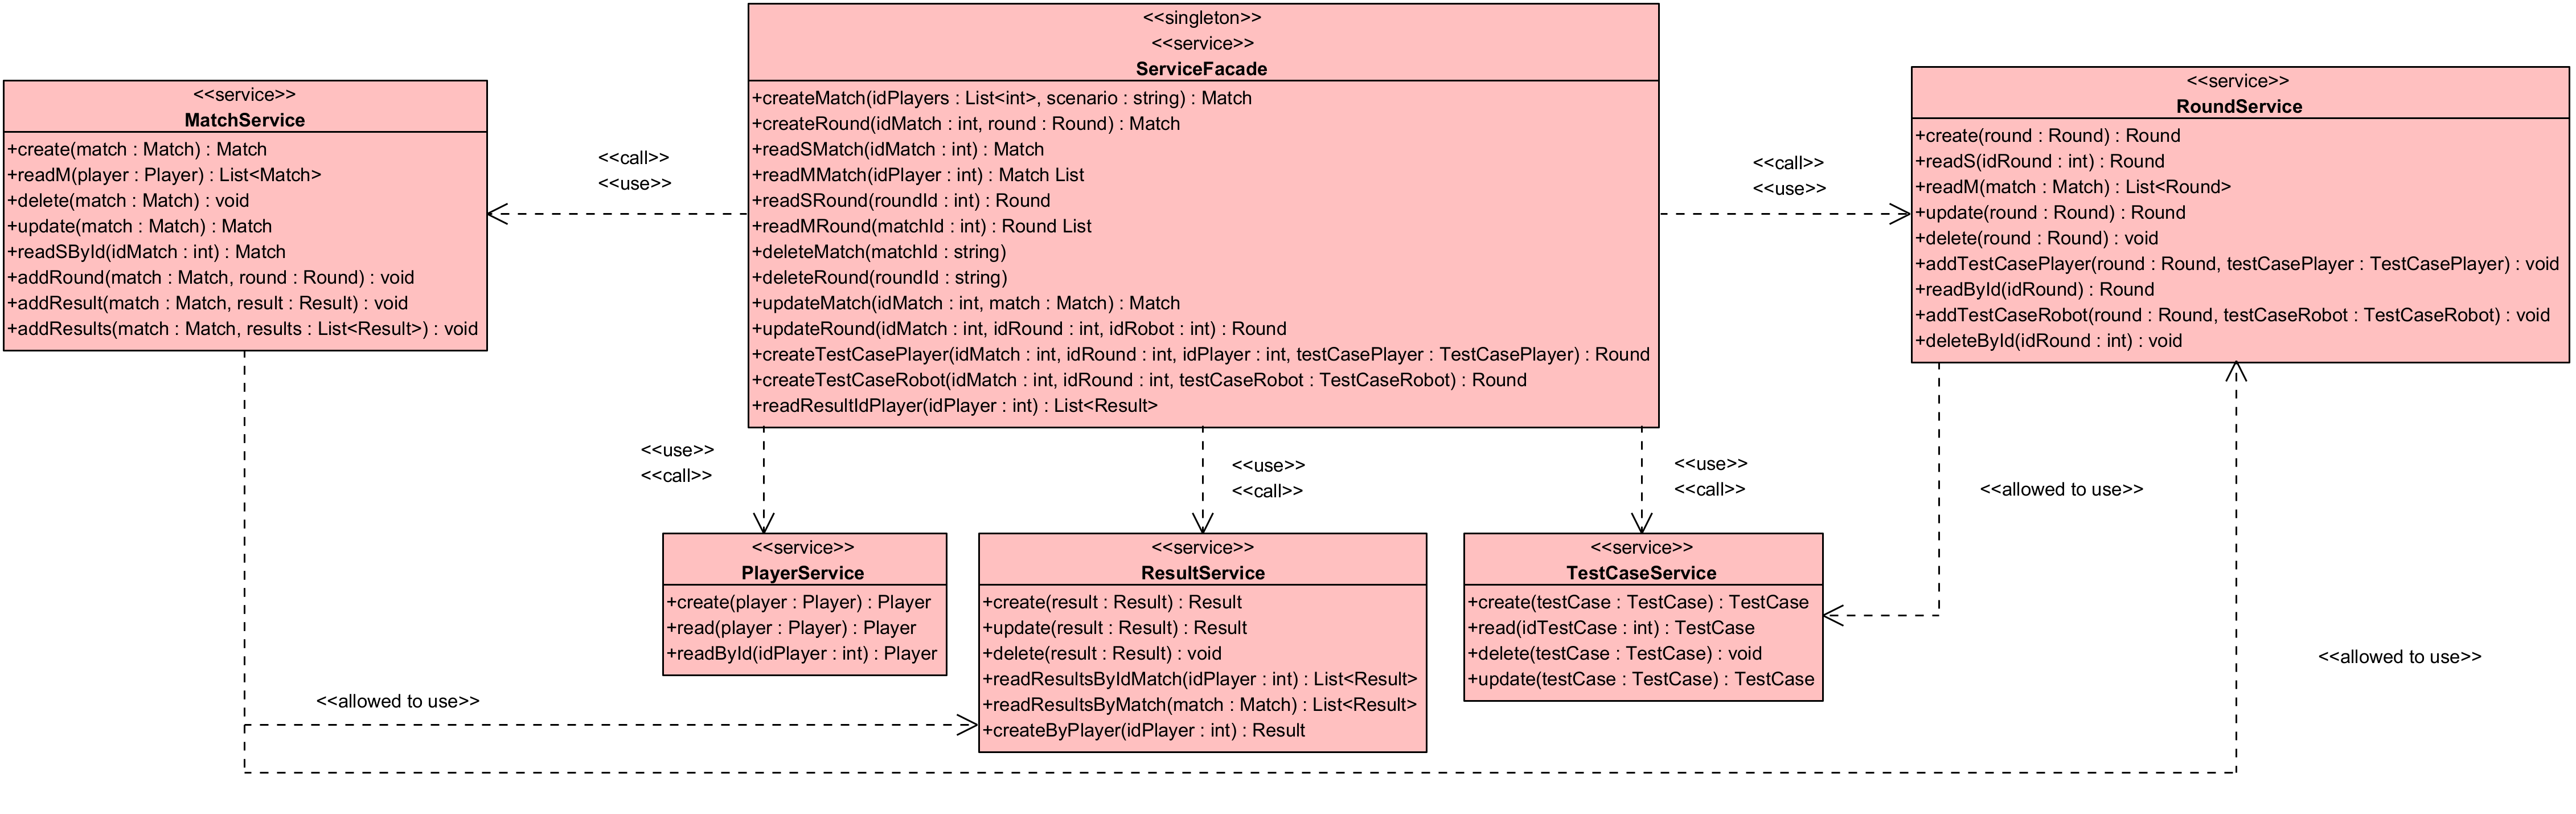 <<singleton>>
<<service>>
ServiceFacade
+createMatch(idPlayers : List<int>, scenario : string) : Match
+createRound(idMatch : int, round : Round) : Match
+readSMatch(idMatch : int) : Match
+readMMatch(idPlayer : int) : Match List
+readSRound(roundId : int) : Round
+readMRound(matchId : int) : Round List
+deleteMatch(matchId : string)
+deleteRound(roundId : string)
+updateMatch(idMatch : int, match : Match) : Match
+updateRound(idMatch : int, idRound : int, idRobot : int) : Round
+createTestCasePlayer(idMatch : int, idRound : int, idPlayer : int, testCasePlayer : TestCasePlayer) : Round
+createTestCaseRobot(idMatch : int, idRound : int, testCaseRobot : TestCaseRobot) : Round
+readResultIdPlayer(idPlayer : int) : List<Result>
<<service>>
MatchService
+create(match : Match) : Match
+readM(player : Player) : List<Match>
+delete(match : Match) : void
+update(match : Match) : Match
+readSById(idMatch : int) : Match
+addRound(match : Match, round : Round) : void
+addResult(match : Match, result : Result) : void
+addResults(match : Match, results : List<Result>) : void
<<call>>
<<use>>
<<call>>
<<use>>
<<service>>
RoundService
+create(round : Round) : Round
+readS(idRound : int) : Round
+readM(match : Match) : List<Round>
+update(round : Round) : Round
+delete(round : Round) : void
+addTestCasePlayer(round : Round, testCasePlayer : TestCasePlayer) : void
+readById(idRound) : Round
+addTestCaseRobot(round : Round, testCaseRobot : TestCaseRobot) : void
+deleteById(idRound : int) : void
<<use>>
<<call>>
<<use>>
<<call>>
<<use>>
<<call>>
<<allowed to use>>
<<service>>
PlayerService
+create(player : Player) : Player
+read(player : Player) : Player
+readById(idPlayer : int) : Player
<<service>>
ResultService
+create(result : Result) : Result
+update(result : Result) : Result
+delete(result : Result) : void
+readResultsByIdMatch(idPlayer : int) : List<Result>
+readResultsByMatch(match : Match) : List<Result>
+createByPlayer(idPlayer : int) : Result
<<service>>
TestCaseService
+create(testCase : TestCase) : TestCase
+read(idTestCase : int) : TestCase
+delete(testCase : TestCase) : void
+update(testCase : TestCase) : TestCase
<<allowed to use>>
<<allowed to use>>